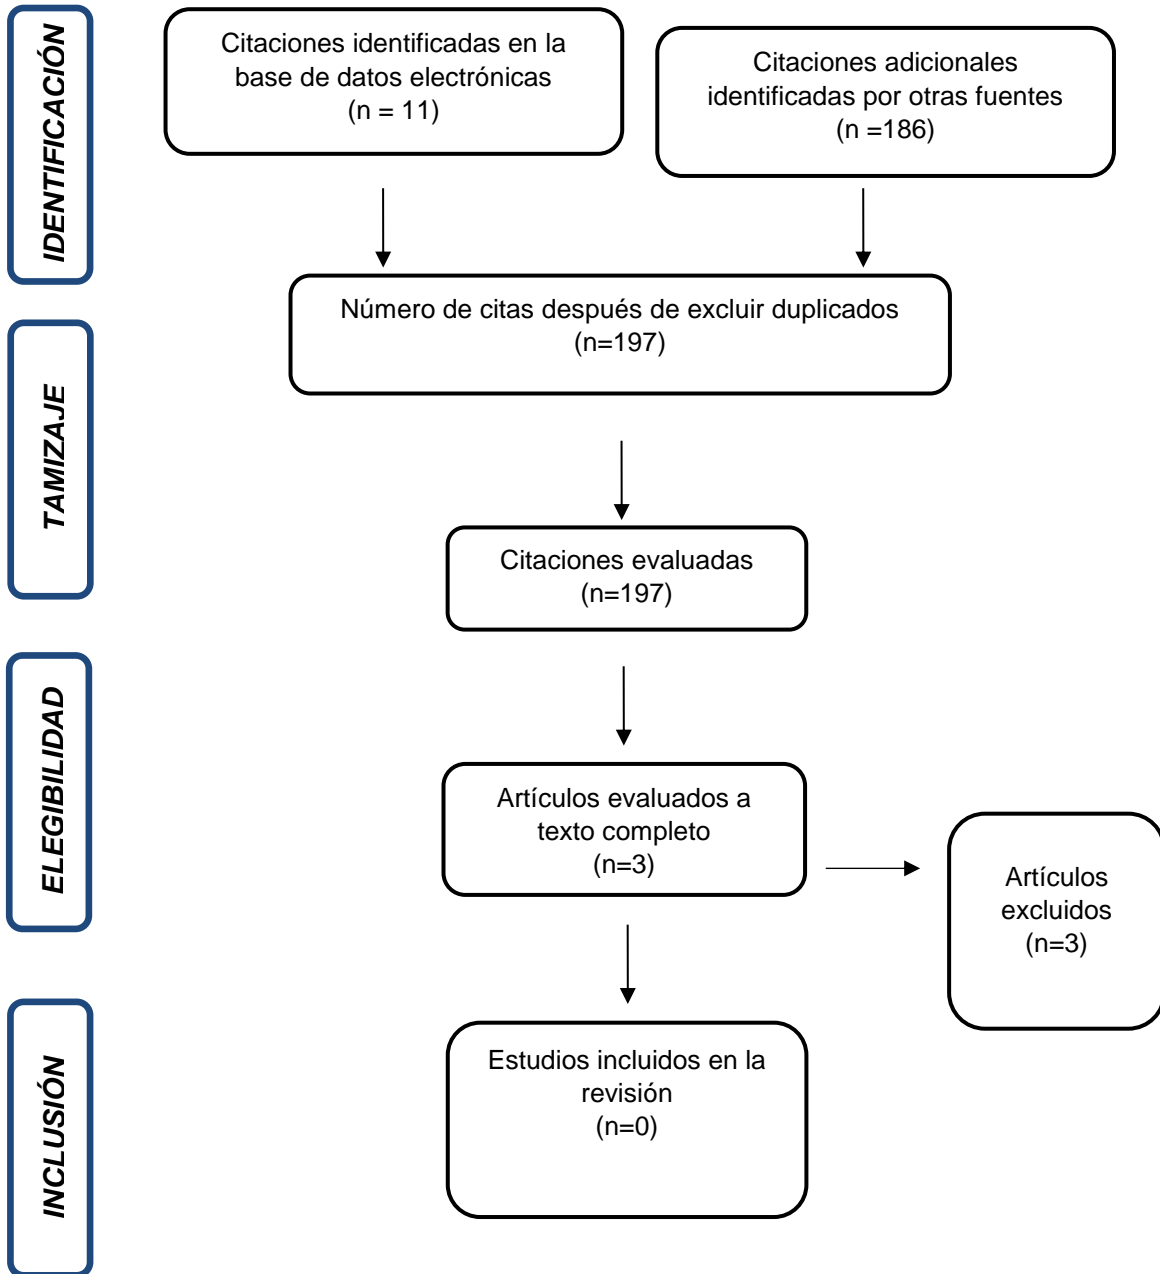 IDENTIFICACIÓN
Citaciones identificadas en la
base de datos electrónicas
(n = 11)
Citaciones adicionales
identificadas por otras fuentes
(n =186)
Número de citas después de excluir duplicados
(n=197)
TAMIZAJE
Citaciones evaluadas
(n=197)
ELEGIBILIDAD
Artículos evaluados a
texto completo
(n=3)
Artículos
excluidos
(n=3)
INCLUSIÓN
Estudios incluidos en la
revisión
(n=0)